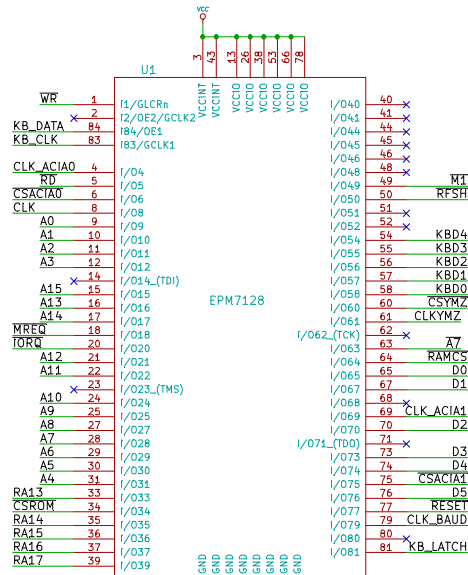 VCC
U1
3
43
13
26
38
53
66
78
VCCINT
VCCINT
VCCIO
VCCIO
VCCIO
VCCIO
VCCIO
VCCIO
EPM7128
WR 1 I1/GLCRn
2 I2/OE2/GCLK2
KB_DATA 84 I84/OE1
KB_CLK 83 I83/GCLK1
CLK_ACIA0 4 I/O4
RD 5 I/O5
CSACIA0 6 I/O6
CLK 8 I/O8
A0 9 I/O9
A1 10 I/O10
A2 11 I/O11
A3 12 I/O12
14 I/O14_(TDI)
A15 15 I/O15
A13 16 I/O16
A14 17 I/O17
MREQ 18 I/O18
IORQ 20 I/O20
A12 21 I/O21
A11 22 I/O22
23 I/O23_(TMS)
A10 24 I/O24
A9 25 I/O25
A8 27 I/O27
A7 28 I/O28
A6 29 I/O29
A5 30 I/O30
A4 31 I/O31
RA13 33 I/O33
CSROM 34 I/O34
RA14 35 I/O35
RA15 36 I/O36
RA16 37 I/O37
RA17 39 I/O39
I/O40 40
I/O41 41
I/O44 44
I/O45 45
I/O46 46
I/O48 48
I/O49 49 M1
I/O50 50 RFSH
I/O51 51
I/O52 52
I/O54 54 KBD4
I/O55 55 KBD3
I/O56 56 KBD2
I/O57 57 KBD1
I/O58 58 KBD0
I/O60 60 CSYMZ
I/O61 61 CLKYMZ
I/O62_(TCK) 62
I/O63 63 A7
I/O64 64 RAMCS
I/O65 65 D0
I/O67 67 D1
I/O68 68
I/O69 69 CLK_ACIA1
I/O70 70 D2
I/O71_(TDO) 71
I/O73 73 D3
I/O74 74 D4
I/O75 75 CSACIA1
I/O76 76 D5
I/O77 77 RESET
I/O79 79 CLK_BAUD
I/O80 80
I/O81 81 KB_LATCH
GND
GND
GND
GND
GND
GND
GND
GND